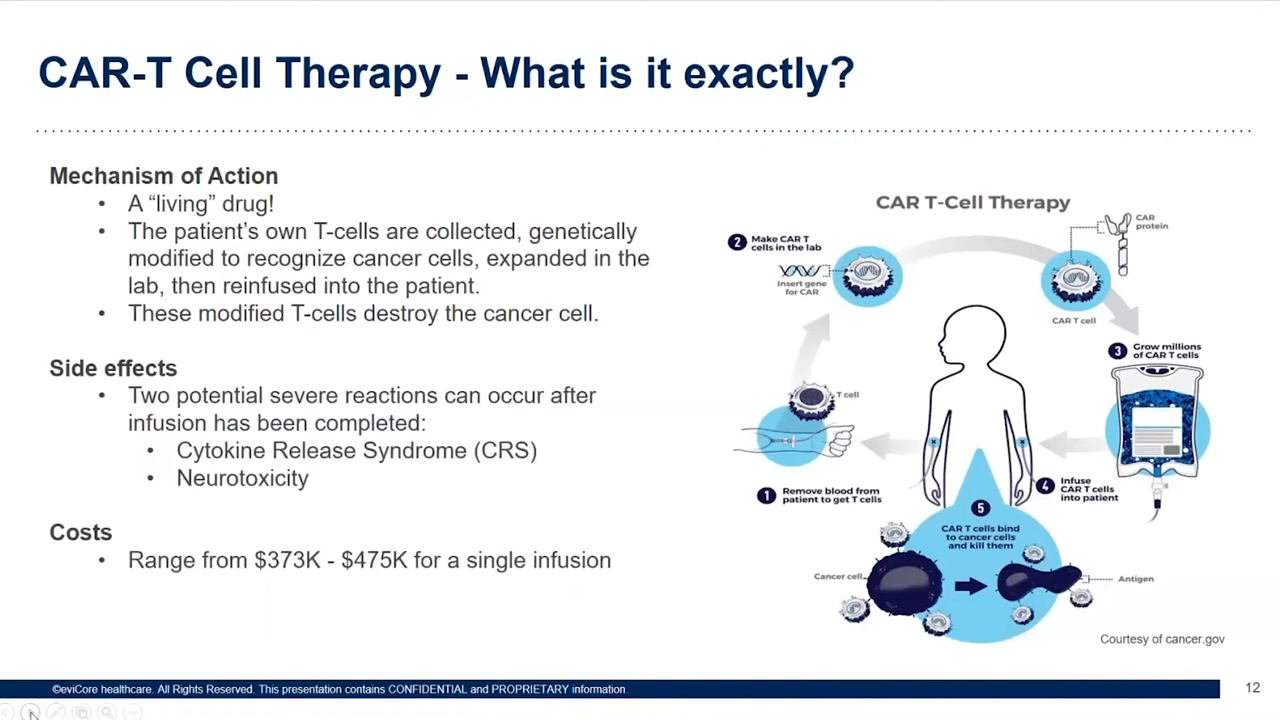 CAR-T Cell Therapy - What is it exactly?
Mechanism of Action
• A “living” drug!
• The patient’s own T-cells are collected, genetically
modified to recognize cancer cells, expanded in the
lab, then reinfused into the patient.
• These modified T-cells destroy the cancer cell.
Side effects
• Two potential severe reactions can occur after
infusion has been completed:
• Cytokine Release Syndrome (CRS)
• Neurotoxicity
Costs
• Range from $373K - $475K for a single infusion
CAR T-Cell Therapy
CAR
protein
2 Make CAR T
cells in the lab
Insert gene
for CAR
CAR T cell
3 Grow millions
of CAR T cells
T cell
1 Remove blood from
patient to get T cells
4 Infuse
CAR T cells
into patient
5
CAR T cells bind
to cancer cells
and kill them
Cancer cell
Antigen
Courtesy of cancer.gov
©eviCore healthcare. All Rights Reserved. This presentation contains CONFIDENTIAL and PROPRIETARY information.
12